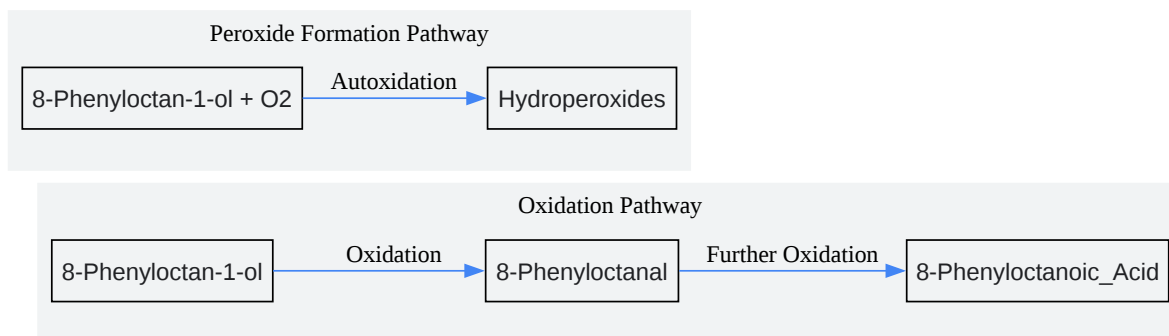 Peroxide Formation Pathway
8-Phenyloctan-1-ol + O2
Autoxidation
Hydroperoxides
Oxidation Pathway
8-Phenyloctan-1-ol
Oxidation
8-Phenyloctanal
Further Oxidation
8-Phenyloctanoic_Acid